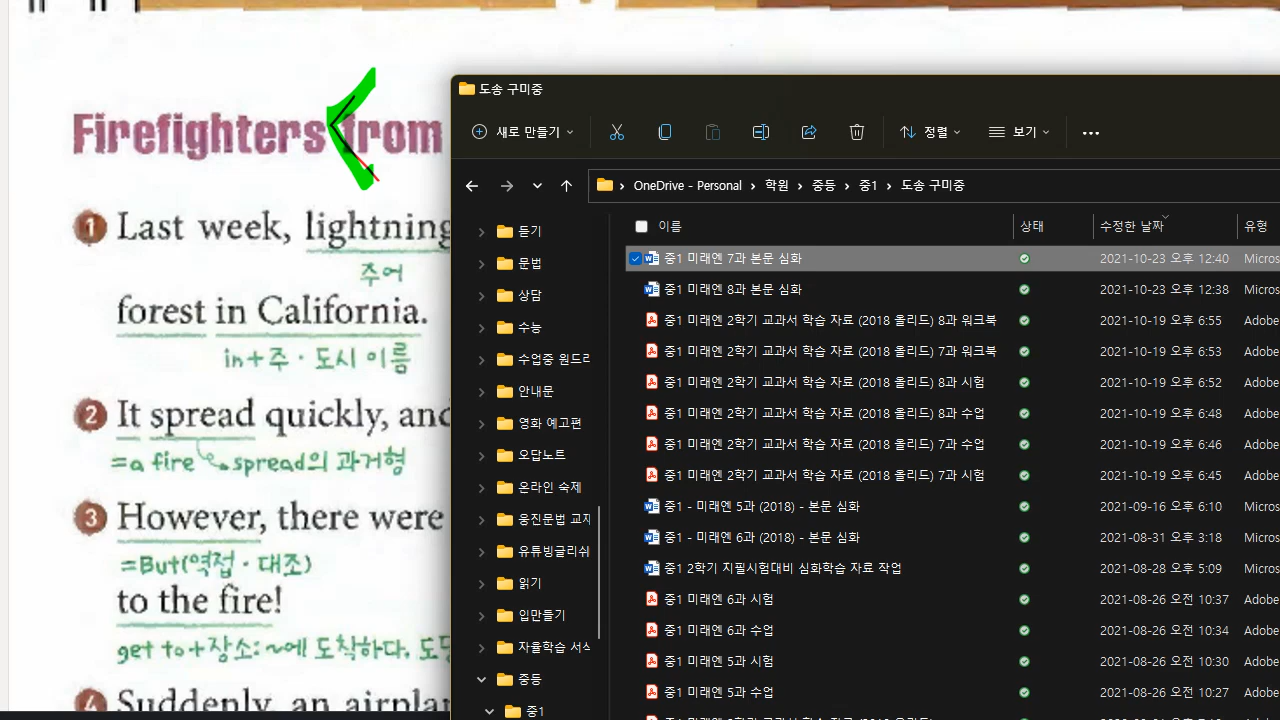 Firefighters from
1 Last week, lightning
주어
forest in California.
in+주·도시 이름
2 It spread quickly, and
=a fire spread의 과거형
3 However, there were
=But(역접·대조)
to the fire!
get to+장소:~에 도착하다,
4 Suddenly, an airplan
도송 구미중
새로 만들기
정렬
보기
OneDrive - Personal › 학원 › 중등 › 중1 › 도송 구미중
이름 상태 수정한 날짜 유형
듣기
문법
상담
수능
수업중 원드라
안내문
영화 예고편
오답노트
온라인 숙제
웅진문법 교재
유튜빙글리쉬
읽기
입만들기
자율학습 서식
중등
중1
중1 미래엔 7과 본문 심화 2021-10-23 오후 12:40 Micros
중1 미래엔 8과 본문 심화 2021-10-23 오후 12:38 Micros
중1 미래엔 2학기 교과서 학습 자료 (2018 올리드) 8과 워크북 2021-10-19 오후 6:55 Adobe
중1 미래엔 2학기 교과서 학습 자료 (2018 올리드) 7과 워크북 2021-10-19 오후 6:53 Adobe
중1 미래엔 2학기 교과서 학습 자료 (2018 올리드) 8과 시험 2021-10-19 오후 6:52 Adobe
중1 미래엔 2학기 교과서 학습 자료 (2018 올리드) 8과 수업 2021-10-19 오후 6:48 Adobe
중1 미래엔 2학기 교과서 학습 자료 (2018 올리드) 7과 수업 2021-10-19 오후 6:46 Adobe
중1 미래엔 2학기 교과서 학습 자료 (2018 올리드) 7과 시험 2021-10-19 오후 6:45 Adobe
중1 - 미래엔 5과 (2018) - 본문 심화 2021-09-16 오후 6:10 Micros
중1 - 미래엔 6과 (2018) - 본문 심화 2021-08-31 오후 3:18 Micros
중1 2학기 지필시험대비 심화학습 자료 작업 2021-08-28 오후 5:09 Micros
중1 미래엔 6과 시험 2021-08-26 오전 10:37 Adobe
중1 미래엔 6과 수업 2021-08-26 오전 10:34 Adobe
중1 미래엔 5과 시험 2021-08-26 오전 10:30 Adobe
중1 미래엔 5과 수업 2021-08-26 오전 10:27 Adobe